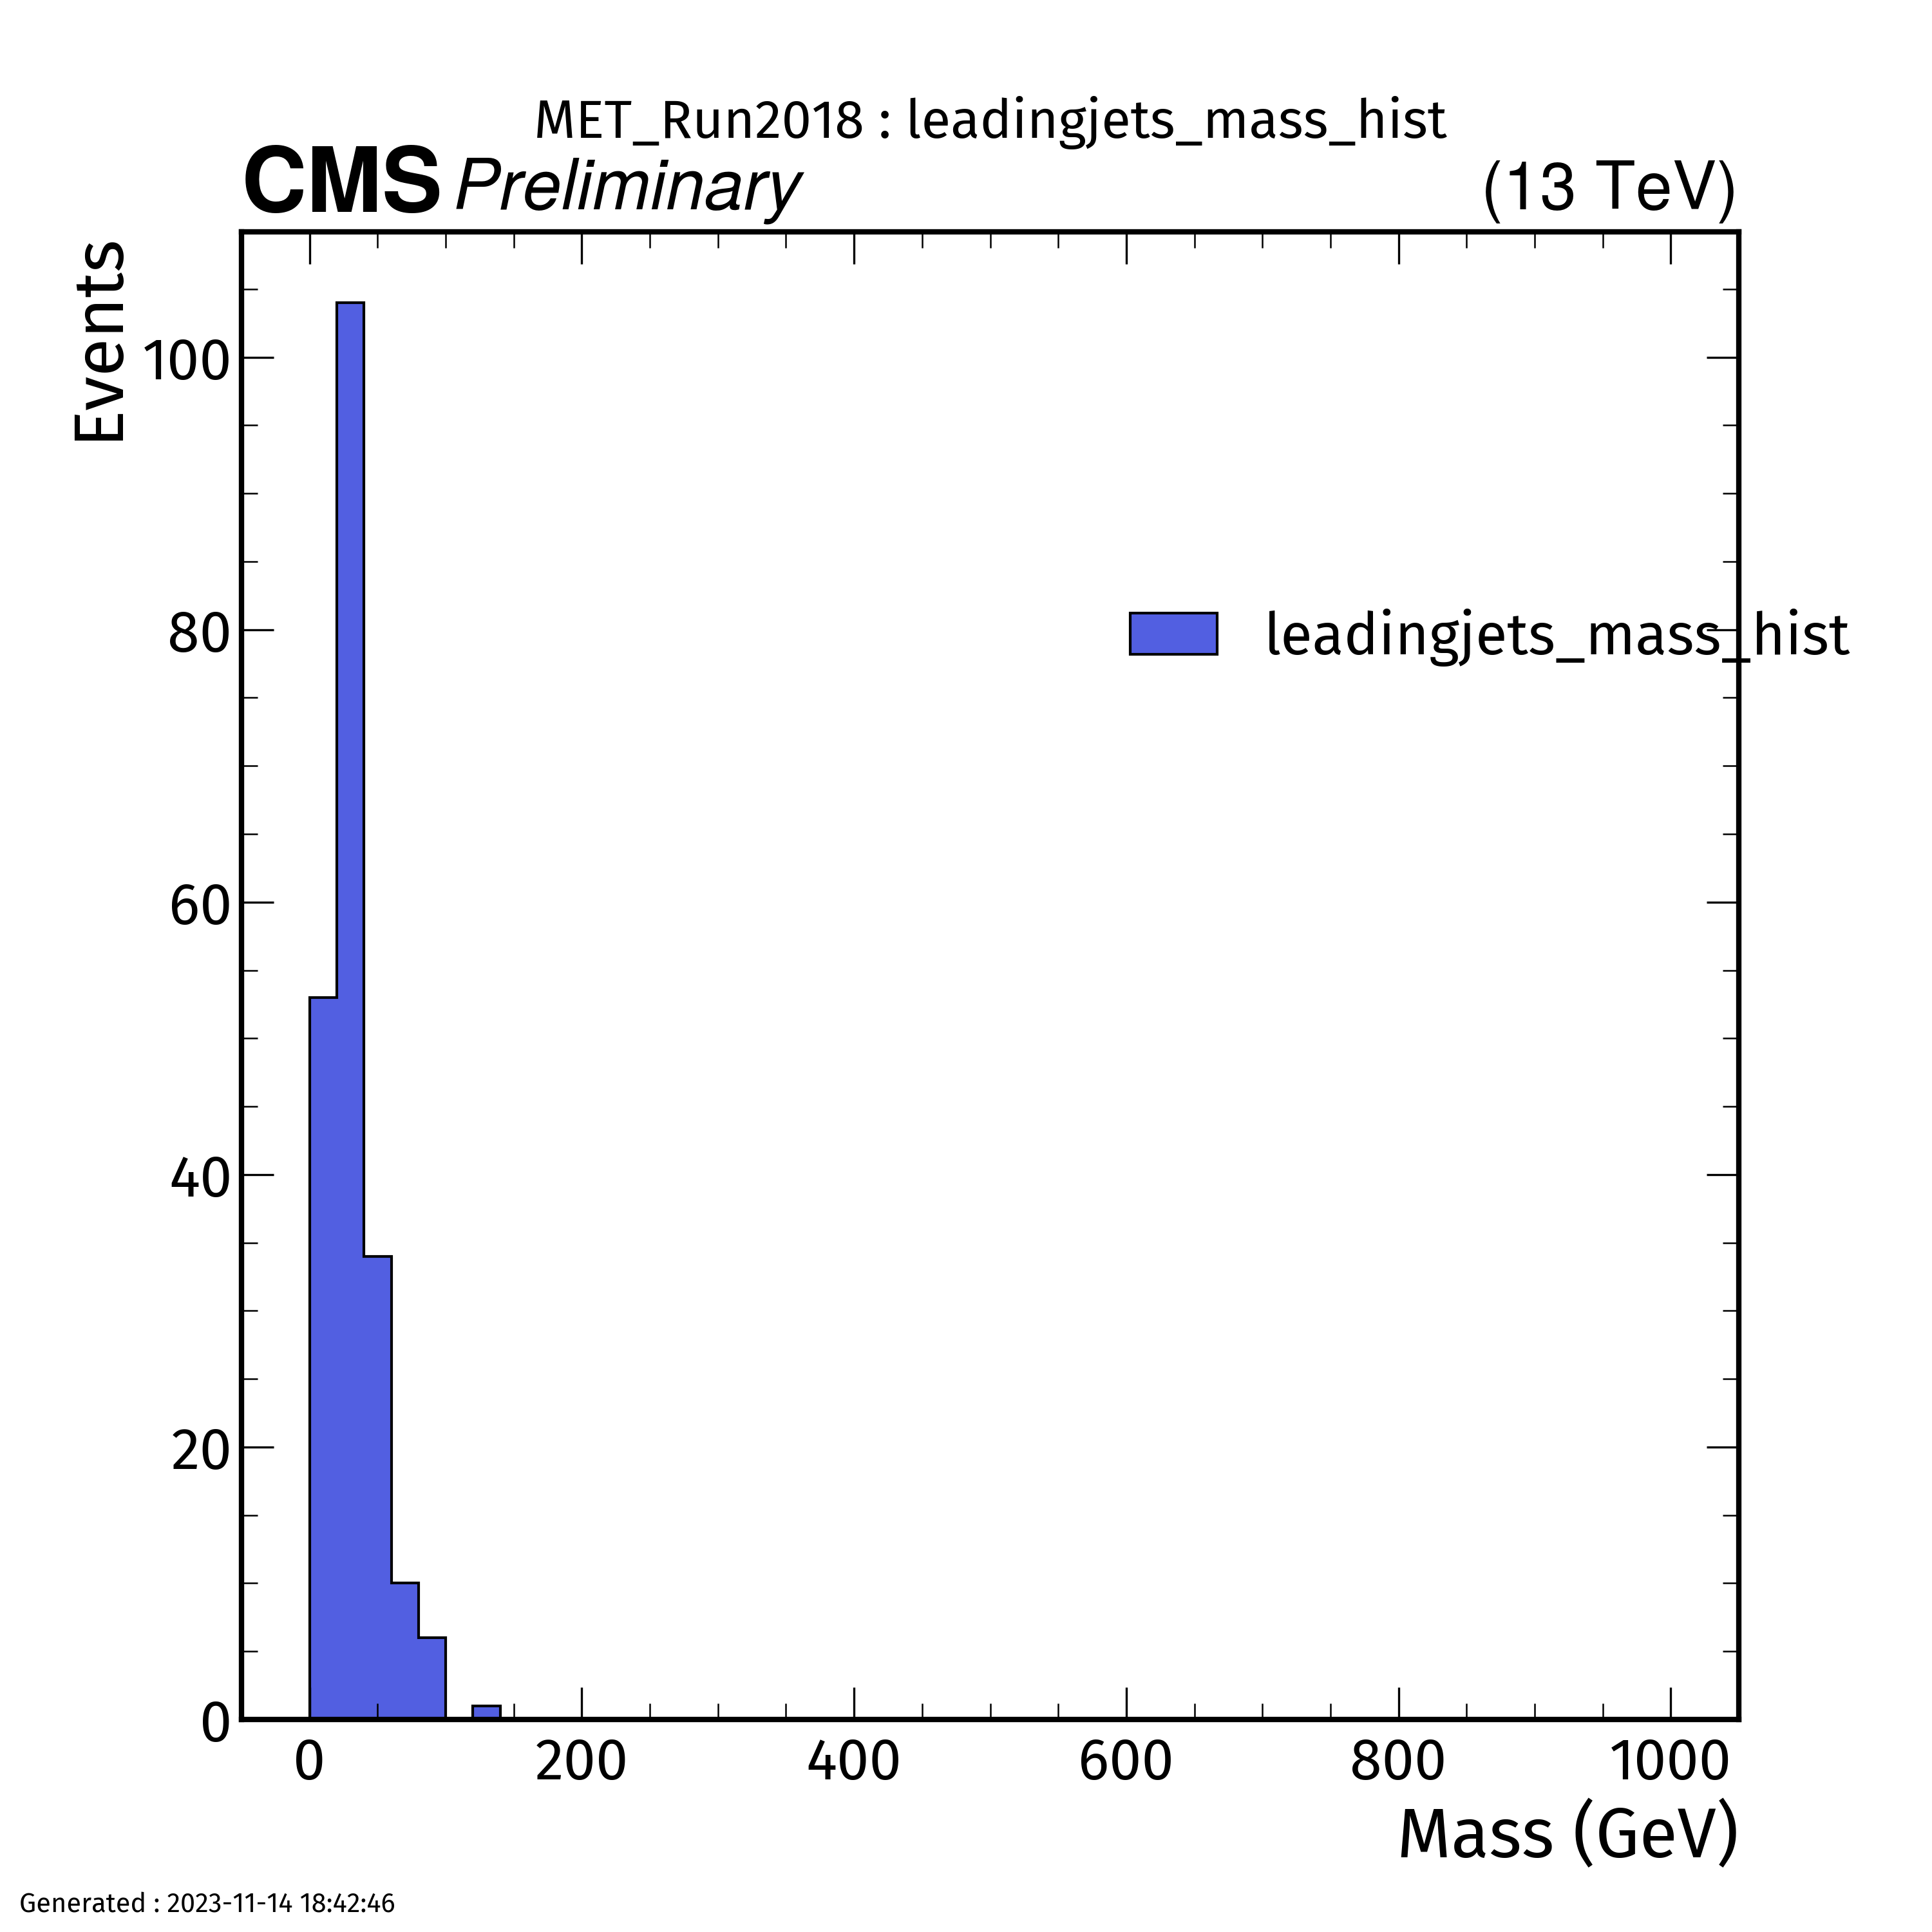 MET_Run2018 : leadingjets_mass_hist
CMS Preliminary
(13 TeV)
Events
100
80
60
40
20
0
leadingjets_mass_hist
0 200 400 600 800 1000
Mass (GeV)
Generated : 2023-11-14 18:42:46